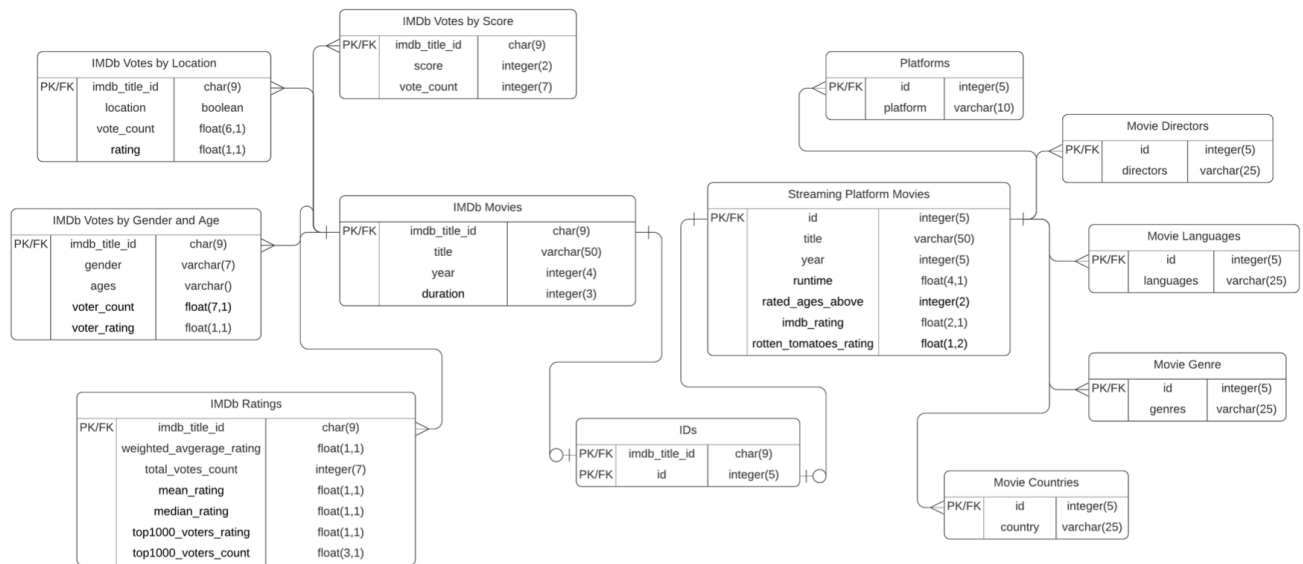 IMDb Votes by Score
PK/FK imdb_title_id char(9)
score integer(2)
vote_count integer(7)
IMDb Votes by Location
PK/FK imdb_title_id char(9)
location boolean
vote_count float(6,1)
rating float(1,1)
IMDb Votes by Gender and Age
PK/FK imdb_title_id char(9)
gender varchar(7)
ages varchar()
voter_count float(7,1)
voter_rating float(1,1)
IMDb Movies
PK/FK imdb_title_id char(9)
title varchar(50)
year integer(4)
duration integer(3)
IMDb Ratings
PK/FK imdb_title_id char(9)
weighted_avgerage_rating float(1,1)
total_votes_count integer(7)
mean_rating float(1,1)
median_rating float(1,1)
top1000_voters_rating float(1,1)
top1000_voters_count float(3,1)
IDs
PK/FK imdb_title_id char(9)
PK/FK id integer(5)
Platforms
PK/FK id integer(5)
platform varchar(10)
Movie Directors
PK/FK id integer(5)
directors varchar(25)
Streaming Platform Movies
PK/FK id integer(5)
title varchar(50)
year integer(5)
runtime float(4,1)
rated_ages_above integer(2)
imdb_rating float(2,1)
rotten_tomatoes_rating float(1,2)
Movie Languages
PK/FK id integer(5)
languages varchar(25)
Movie Genre
PK/FK id integer(5)
genres varchar(25)
Movie Countries
PK/FK id integer(5)
country varchar(25)